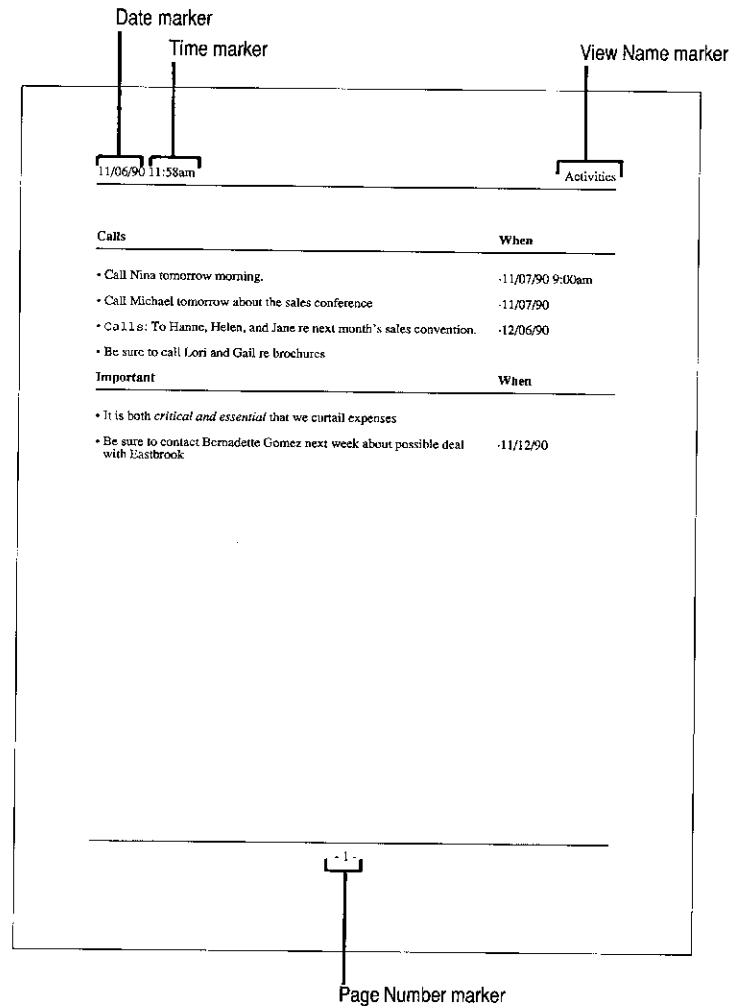 Date marker
Time marker
View Name marker
11/06/90 11:58am
Activities
Calls When
• Call Nina tomorrow morning. ·11/07/90 9:00am
• Call Michael tomorrow about the sales conference ·11/07/90
• Calls: To Hanne, Helen, and Jane re next month's sales convention. ·12/06/90
• Be sure to call Lori and Gail re brochures
Important When
• It is both critical and essential that we curtail expenses
• Be sure to contact Bernadette Gomez next week about possible deal ·11/12/90
with Eastbrook
- 1 -
Page Number marker